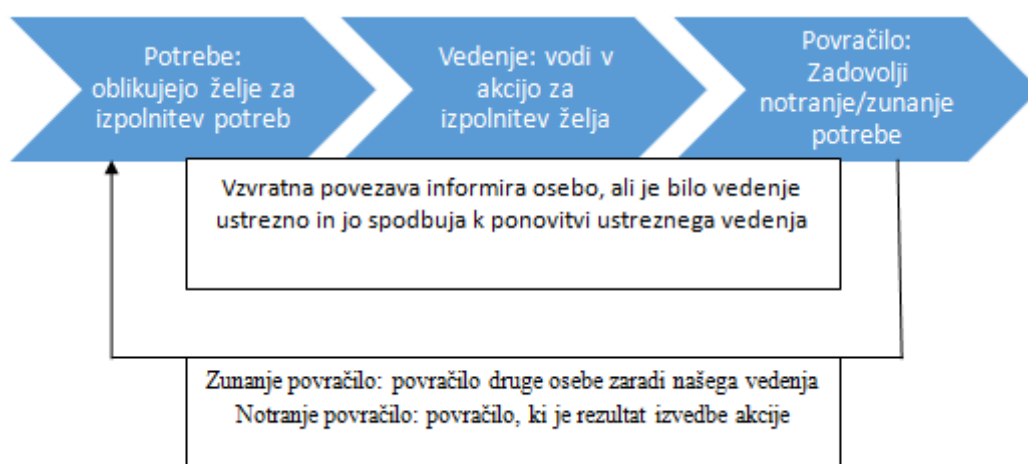 Potrebe:
oblikujejo želje za
izpolnitev potreb
Vedenje: vodi v
akcijo za
izpolnitev želja
Povračilo:
Zadovolji
notranje/zunanje
potrebe
Vzvratna povezava informira osebo, ali je bilo vedenje
ustrezno in jo spodbuja k ponovitvi ustreznega vedenja
Zunanje povračilo: povračilo druge osebe zaradi našega vedenja
Notranje povračilo: povračilo, ki je rezultat izvedbe akcije